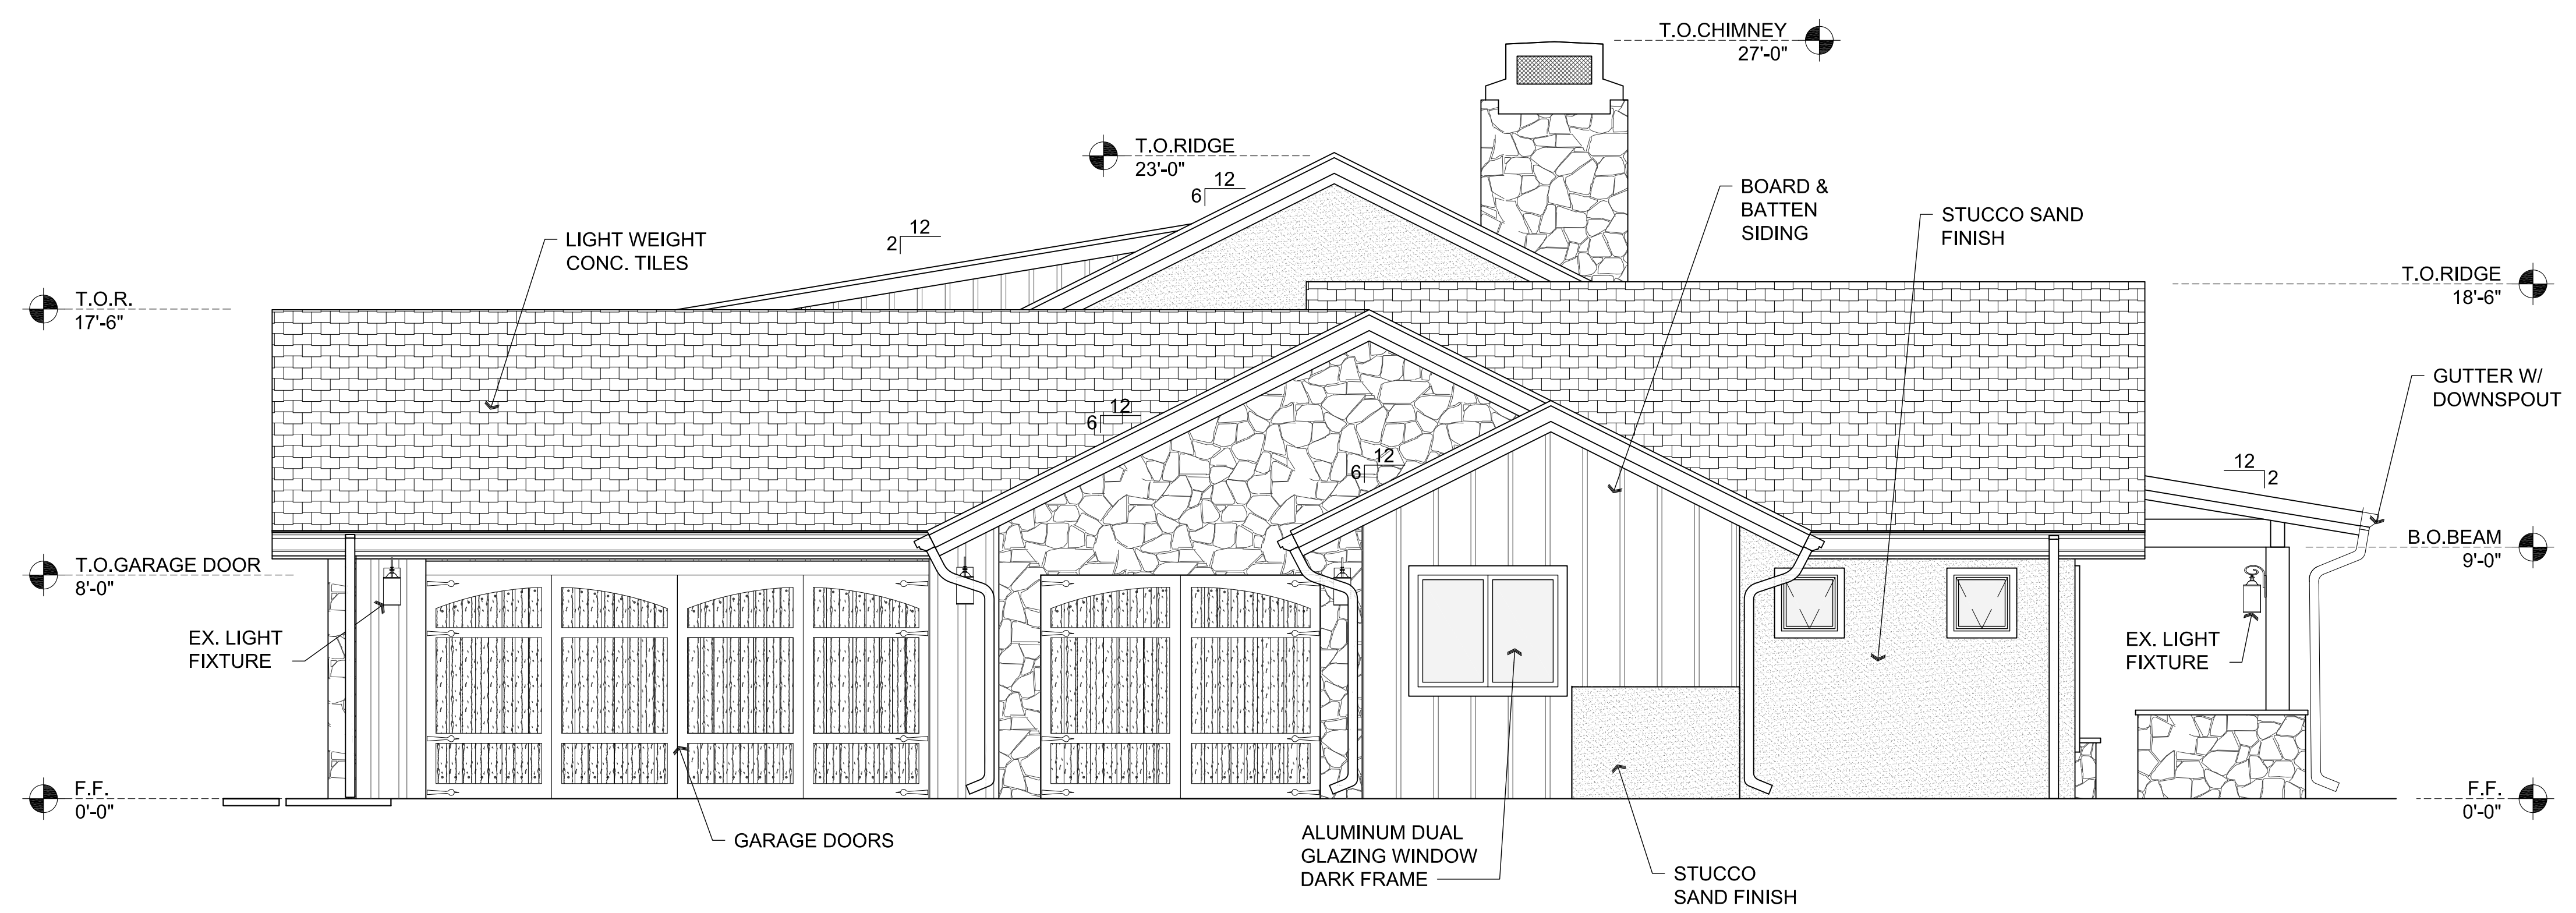 T.O.CHIMNEY
27'-0"
T.O.RIDGE
23'-0"
12
6
12
2
LIGHT WEIGHT
CONC. TILES
BOARD &
BATTEN
SIDING
STUCCO SAND
FINISH
T.O.R.
17'-6"
T.O.RIDGE
18'-6"
GUTTER W/
DOWNSPOUT
12
6
12
6
12
2
T.O.GARAGE DOOR
8'-0"
B.O.BEAM
9'-0"
EX. LIGHT
FIXTURE
EX. LIGHT
FIXTURE
F.F.
0'-0"
F.F.
0'-0"
GARAGE DOORS
ALUMINUM DUAL
GLAZING WINDOW
DARK FRAME
STUCCO
SAND FINISH